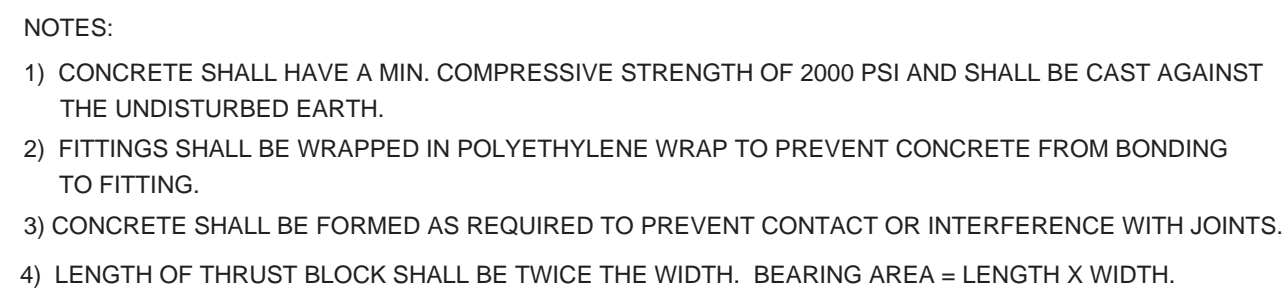 NOTES:
1) CONCRETE SHALL HAVE A MIN. COMPRESSIVE STRENGTH OF 2000 PSI AND SHALL BE CAST AGAINST
THE UNDISTURBED EARTH.
2) FITTINGS SHALL BE WRAPPED IN POLYETHYLENE WRAP TO PREVENT CONCRETE FROM BONDING
TO FITTING.
3) CONCRETE SHALL BE FORMED AS REQUIRED TO PREVENT CONTACT OR INTERFERENCE WITH JOINTS.
4) LENGTH OF THRUST BLOCK SHALL BE TWICE THE WIDTH. BEARING AREA = LENGTH X WIDTH.